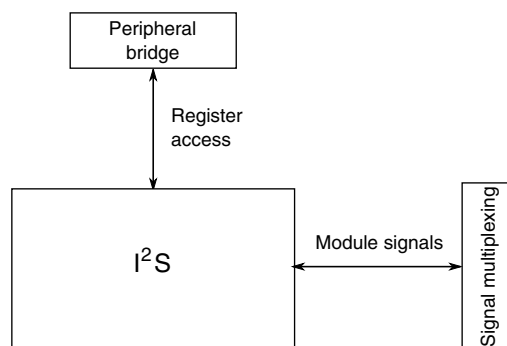 Peripheral
bridge
Register
access
I²S
Module signals
Signal multiplexing